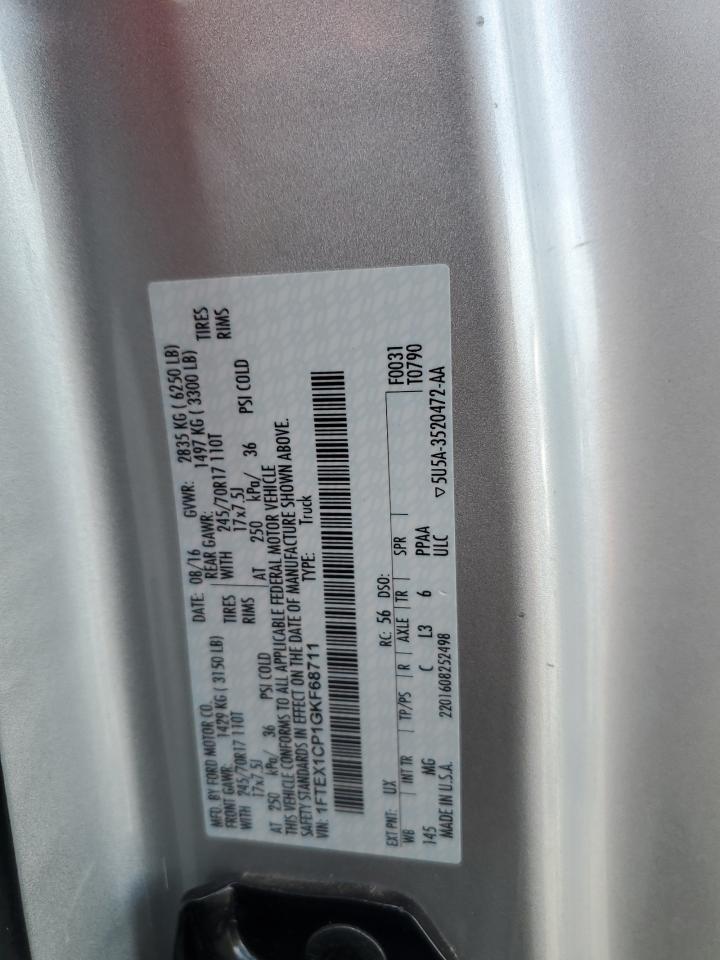 MFD. BY FORD MOTOR CO. DATE: 08/16 GVWR: 2835 KG ( 6250 LB)
FRONT GAWR: 1429 KG ( 3150 LB) REAR GAWR: 1497 KG ( 3300 LB)
WITH 245/70R17 110T TIRES WITH 245/70R17 110T TIRES
17x7.5J RIMS 17x7.5J RIMS
AT 250 kPa/ 36 PSI COLD AT 250 kPa/ 36 PSI COLD
THIS VEHICLE CONFORMS TO ALL APPLICABLE FEDERAL MOTOR VEHICLE
SAFETY STANDARDS IN EFFECT ON THE DATE OF MANUFACTURE SHOWN ABOVE.
VIN: 1FTEX1CP1GKF68711 TYPE: Truck
EXT PNT: UX RC: 56 DSO: F0031
WB INT TR TP/PS R AXLE TR SPR T0790
145 MG C L3 6 PPAA
MADE IN U.S.A. 2201608252498 ULC ▽5U5A-3520472-AA